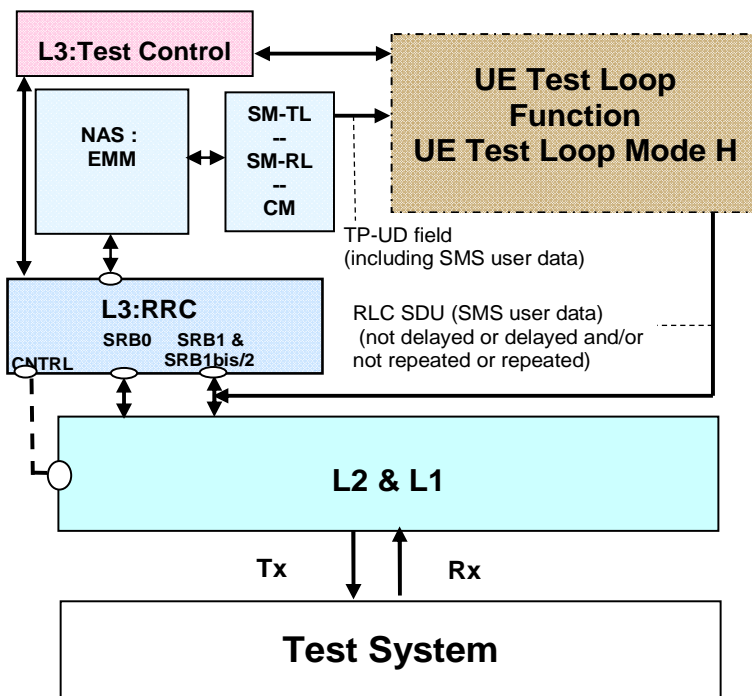 L3:Test Control
UE Test Loop
Function
UE Test Loop Mode H
NAS :
EMM
SM-TL
--
SM-RL
--
CM
TP-UD field
(including SMS user data)
L3:RRC
SRB0
SRB1 &
SRB1bis/2
CNTRL
RLC SDU (SMS user data)
(not delayed or delayed and/or
not repeated or repeated)
L2 & L1
Tx
Rx
Test System